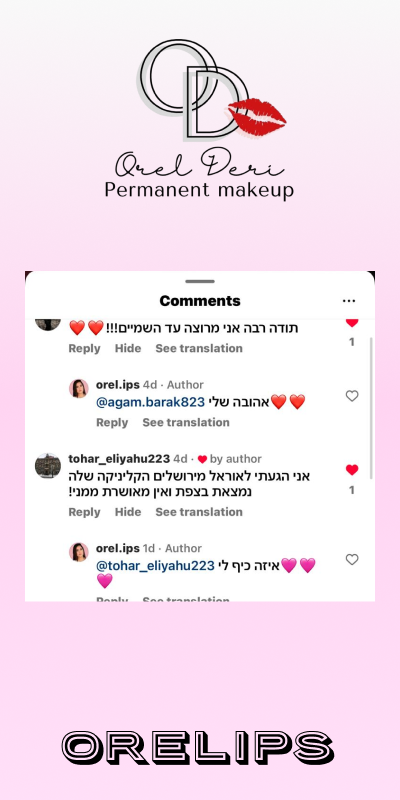 OD
Orel Deri
Permanent makeup
Comments
תודה רבה אני מרוצה עד השמיים!!! ❤️❤️
1
Reply Hide See translation
orel.ips 4d · Author
@agam.barak823 אהובה שלי❤️❤️
Reply See translation
tohar_eliyahu223 4d · ❤️ by author
אני הגעתי לאוראל מירושלים הקליניקה שלה
נמצאת בצפת ואין מאושרת ממני!
1
Reply Hide See translation
orel.ips 1d · Author
@tohar_eliyahu223 איזה כיף לי🩷🩷
🩷
Reply See translation
ORELIPS